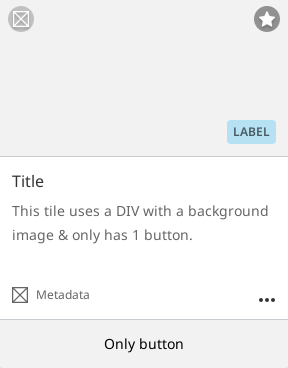 LABEL
Title
This tile uses a DIV with a background
image & only has 1 button.
Metadata
Only button